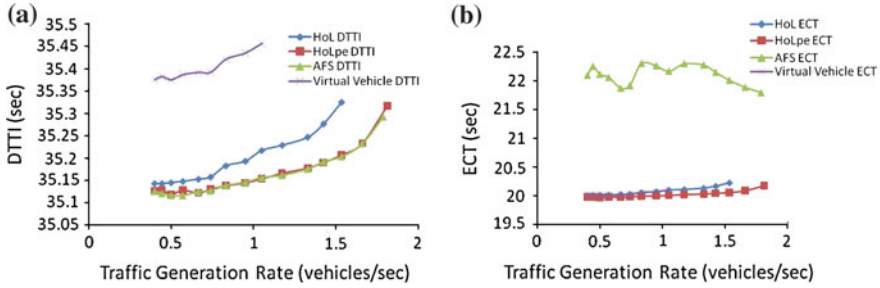 (a)
35.5
35.45
35.4
35.35
35.3
35.25
35.2
35.15
35.1
35.05
DTTI (sec)
0
0.5
1
1.5
2
Traffic Generation Rate (vehicles/sec)
HoL DTTI
HoLpe DTTI
AFS DTTI
Virtual Vehicle DTTI
(b)
22.5
22
21.5
21
20.5
20
19.5
ECT (sec)
0
0.5
1
1.5
2
Traffic Generation Rate (vehicles/sec)
HoL ECT
HoLpe ECT
AFS ECT
Virtual Vehicle ECT